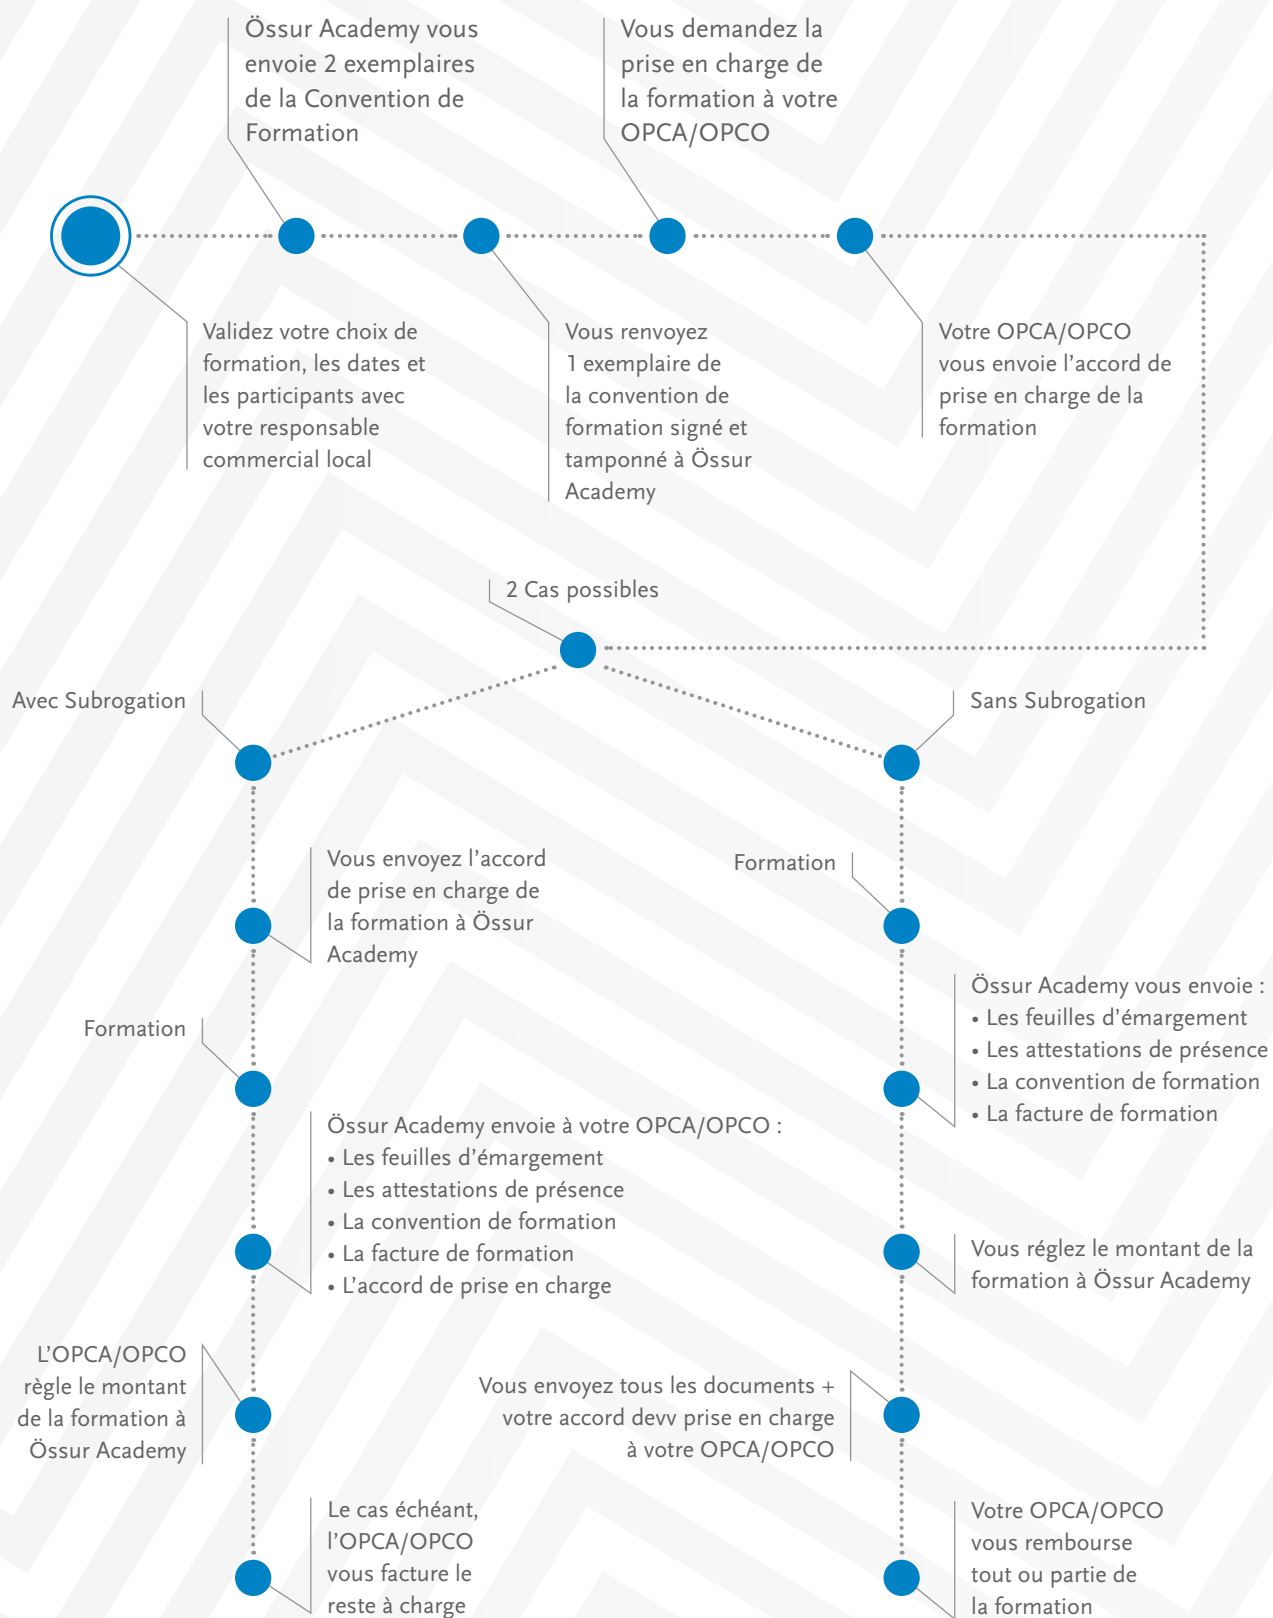 Össur Academy vous
envoie 2 exemplaires
de la Convention de
Formation
Vous demandez la
prise en charge de
la formation à votre
OPCA/OPCO
Validez votre choix de
formation, les dates et
les participants avec
votre responsable
commercial local
Vous renvoyez
1 exemplaire de
la convention de
formation signé et
tamponné à Össur
Academy
Votre OPCA/OPCO
vous envoie l’accord de
prise en charge de la
formation
2 Cas possibles
Avec Subrogation
Sans Subrogation
Vous envoyez l’accord
de prise en charge de
la formation à Össur
Academy
Formation
Össur Academy envoie à votre OPCA/OPCO :
• Les feuilles d’émargement
• Les attestations de présence
• La convention de formation
• La facture de formation
• L’accord de prise en charge
L’OPCA/OPCO
règle le montant
de la formation à
Össur Academy
Le cas échéant,
l’OPCA/OPCO
vous facture le
reste à charge
Formation
Össur Academy vous envoie :
• Les feuilles d’émargement
• Les attestations de présence
• La convention de formation
• La facture de formation
Vous réglez le montant de la
formation à Össur Academy
Vous envoyez tous les documents +
votre accord devv prise en charge
à votre OPCA/OPCO
Votre OPCA/OPCO
vous rembourse
tout ou partie de
la formation